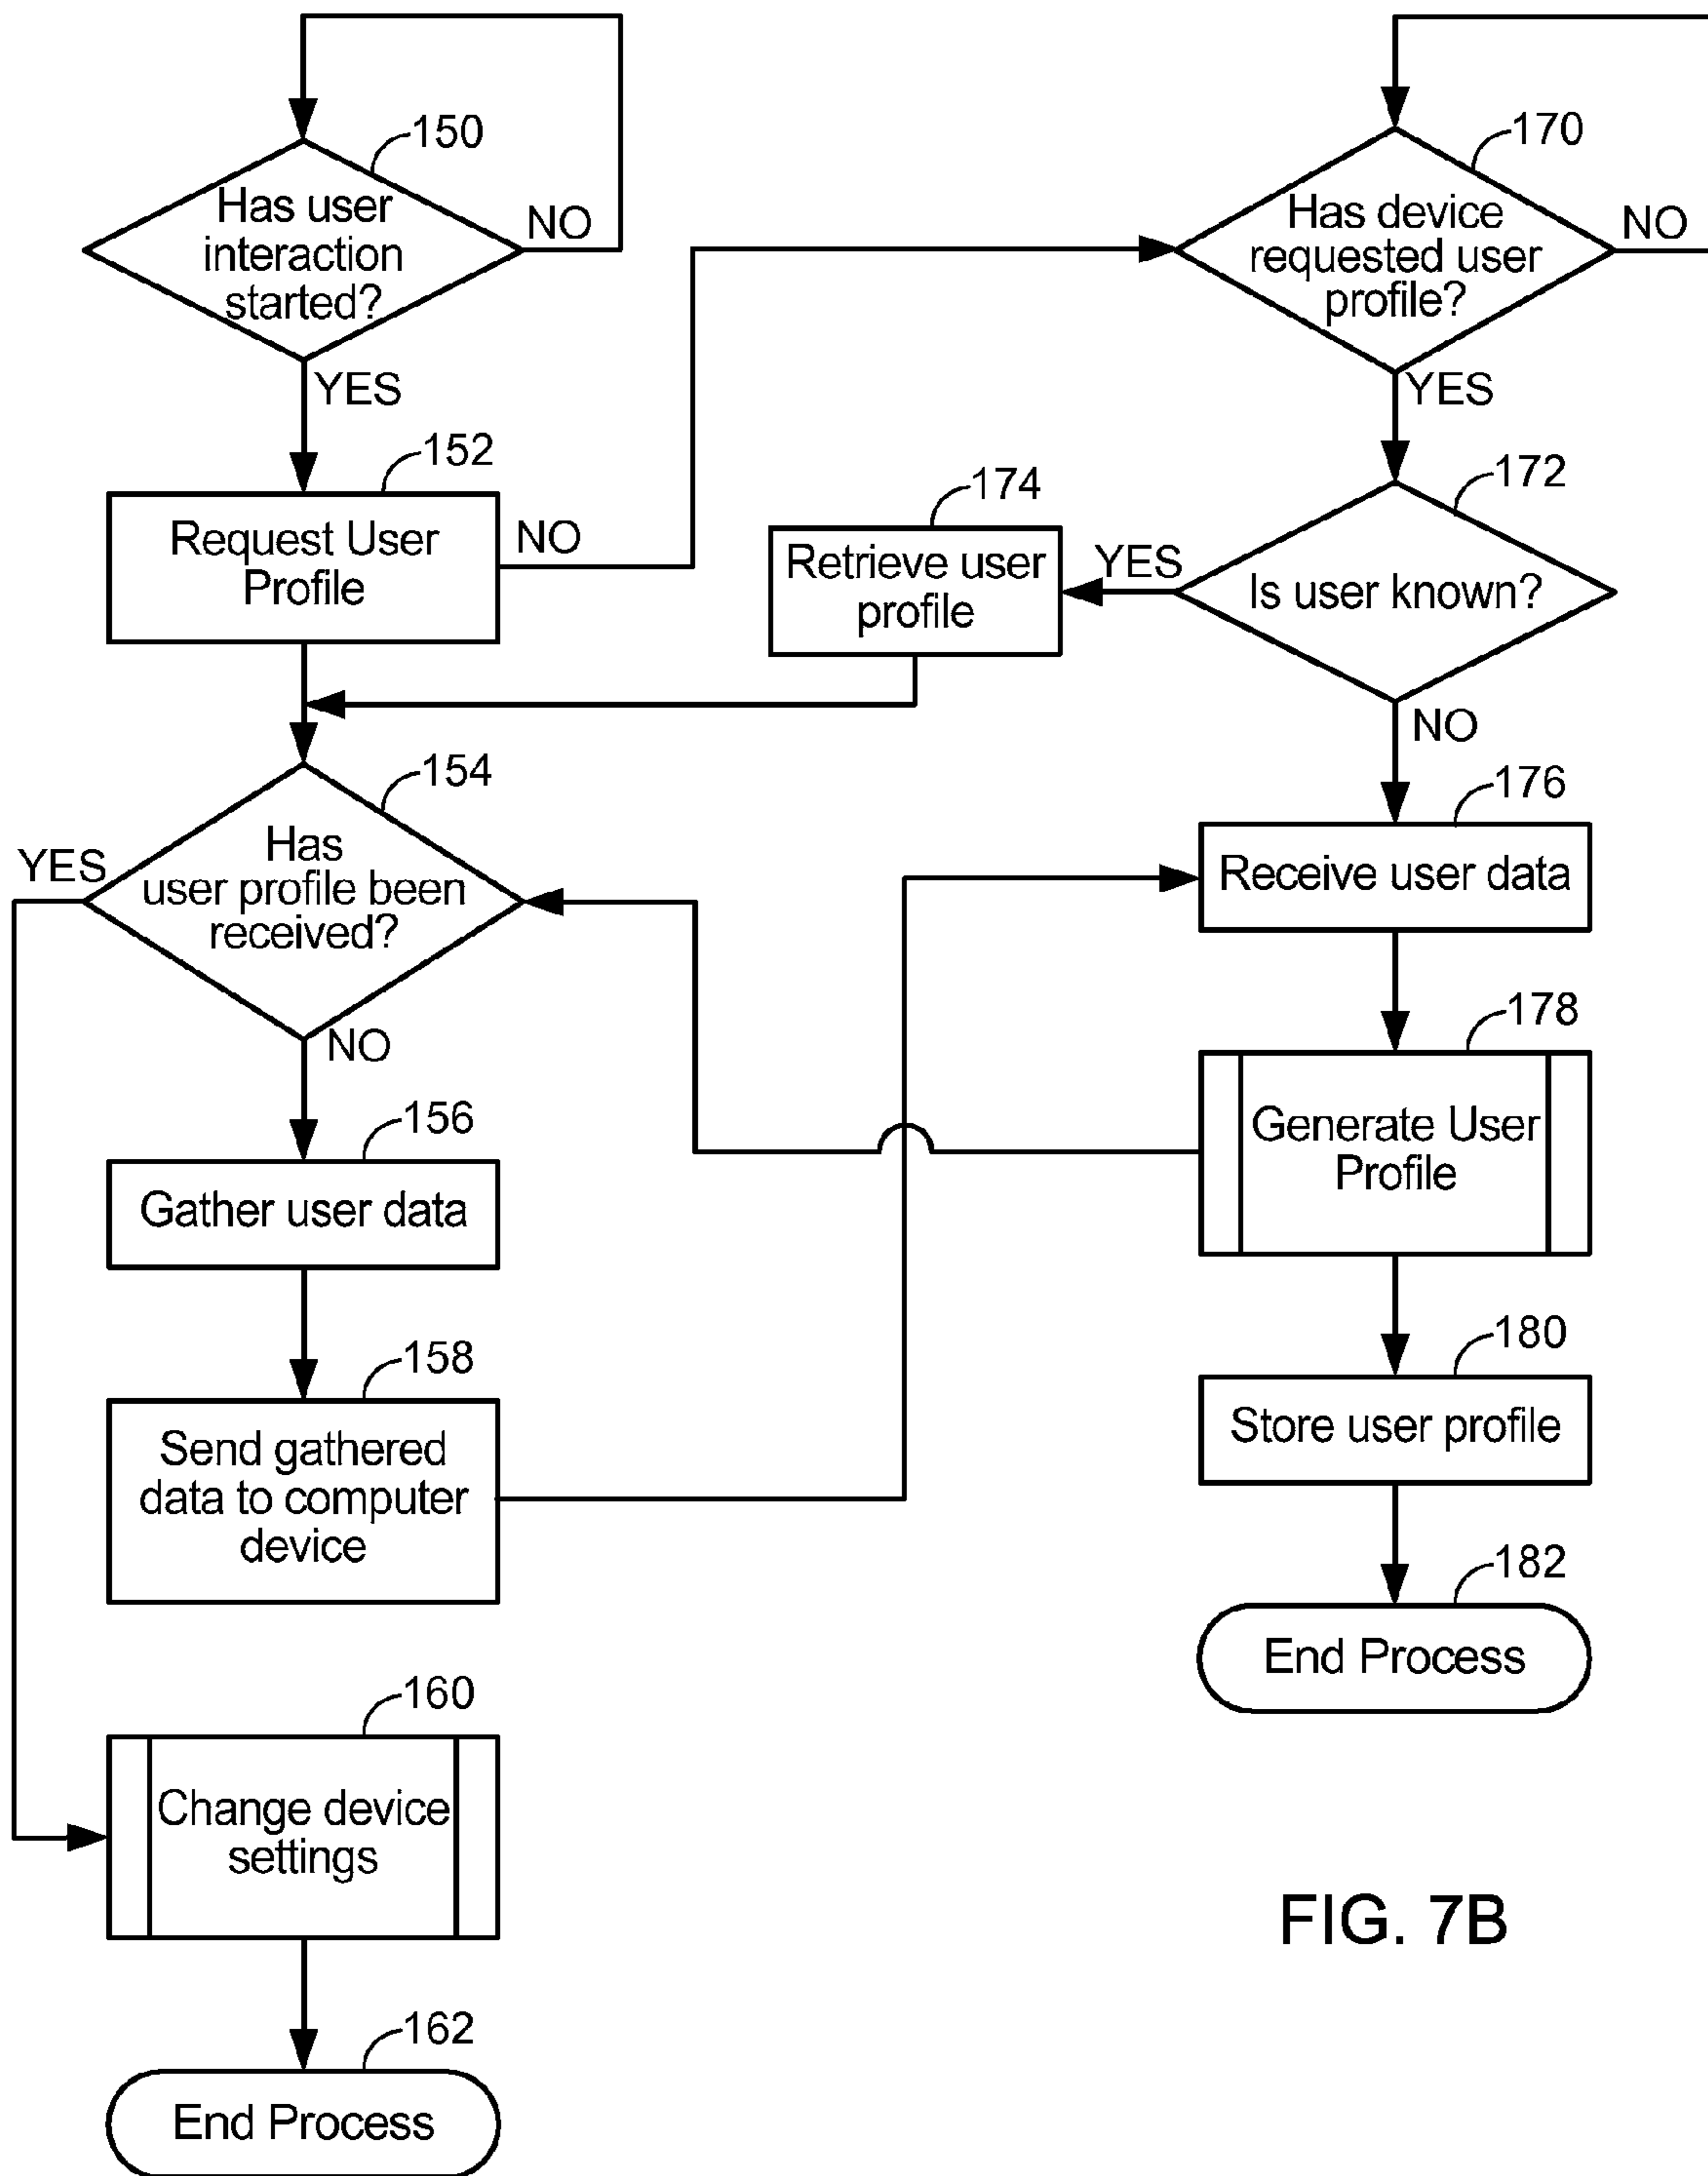 150
Has user
interaction
started?
NO
YES
152
Request User
Profile
NO
154
Has
user profile been
received?
YES
NO
156
Gather user data
158
Send gathered
data to computer
device
160
Change device
settings
162
End Process
170
Has device
requested user
profile?
NO
YES
172
Is user known?
YES
174
Retrieve user
profile
NO
176
Receive user data
178
Generate User
Profile
180
Store user profile
182
End Process
FIG. 7B